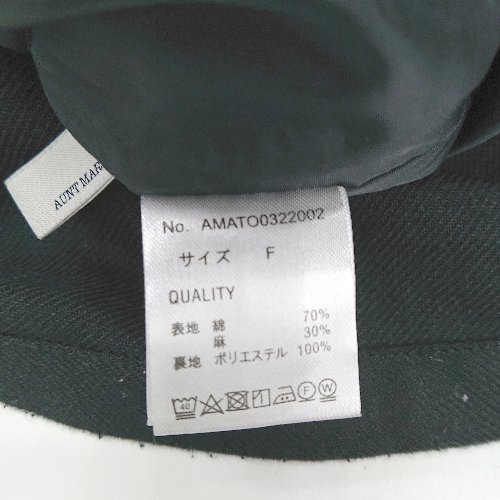 AUNT MAR
No. AMATO0322002
サイズ F
QUALITY
表地 綿 70%
麻 30%
裏地 ポリエステル 100%
40 F W